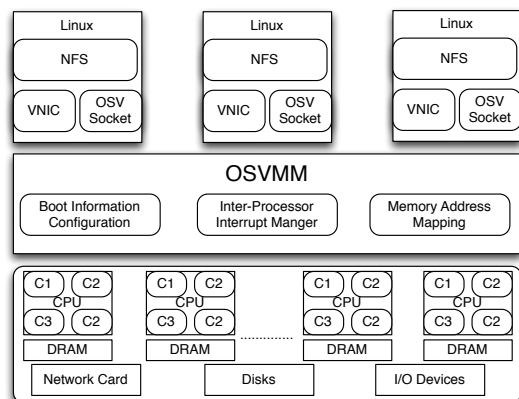 Linux
NFS
VNIC
OSV
Socket
Linux
NFS
VNIC
OSV
Socket
Linux
NFS
VNIC
OSV
Socket
OSVMM
Boot Information
Configuration
Inter-Processor
Interrupt Manger
Memory Address
Mapping
C1
C2
CPU
C3
C2
DRAM
C1
C2
CPU
C3
C2
DRAM
....................
C1
C2
CPU
C3
C2
DRAM
C1
C2
CPU
C3
C2
DRAM
Network Card
Disks
I/O Devices